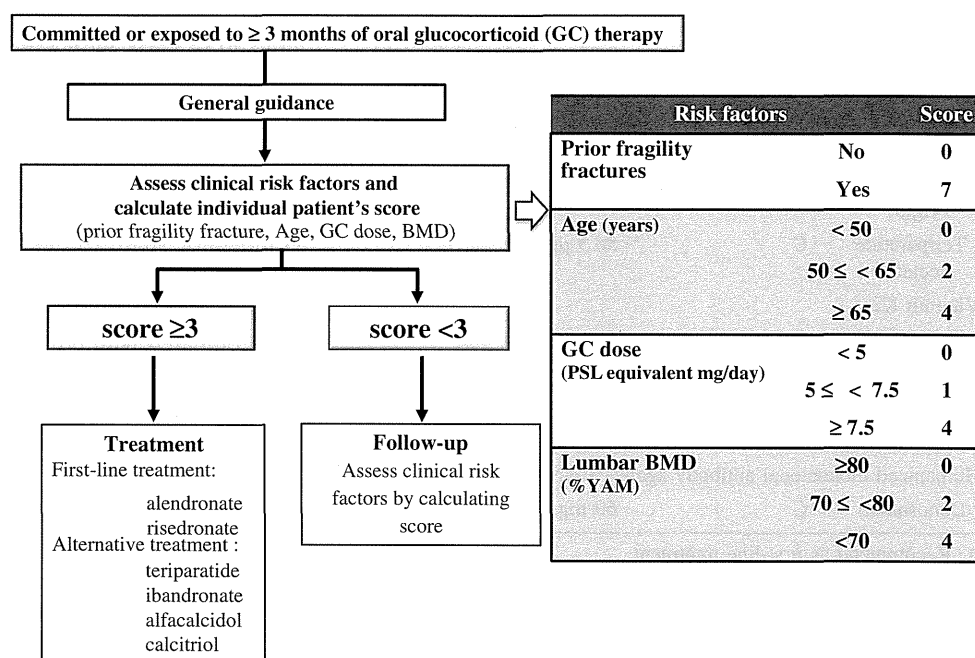 Committed or exposed to ≥ 3 months of oral glucocorticoid (GC) therapy
General guidance
Assess clinical risk factors and
calculate individual patient's score
(prior fragility fracture, Age, GC dose, BMD)
score ≥3
score <3
Treatment
First-line treatment:
alendronate
risedronate
Alternative treatment :
teriparatide
ibandronate
alfacalcidol
calcitriol
Follow-up
Assess clinical risk
factors by calculating
score
Risk factors Score
Prior fragility No 0
fractures
Yes 7
Age (years) < 50 0
50 ≤ < 65 2
≥ 65 4
GC dose < 5 0
(PSL equivalent mg/day)
5 ≤ < 7.5 1
≥ 7.5 4
Lumbar BMD ≥80 0
(%YAM)
70 ≤ <80 2
<70 4